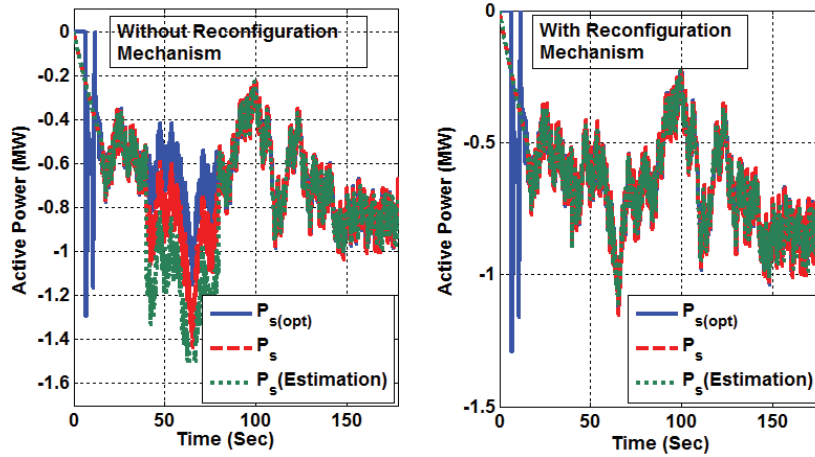 Without Reconfiguration
Mechanism
Active Power (MW)
0
-0.2
-0.4
-0.6
-0.8
-1
-1.2
-1.4
-1.6
0
50
100
150
Time (Sec)
Ps(opt)
Ps
Ps(Estimation)
With Reconfiguration
Mechanism
Active Power (MW)
0
-0.5
-1
-1.5
0
50
100
150
Time (Sec)
Ps(opt)
Ps
Ps(Estimation)